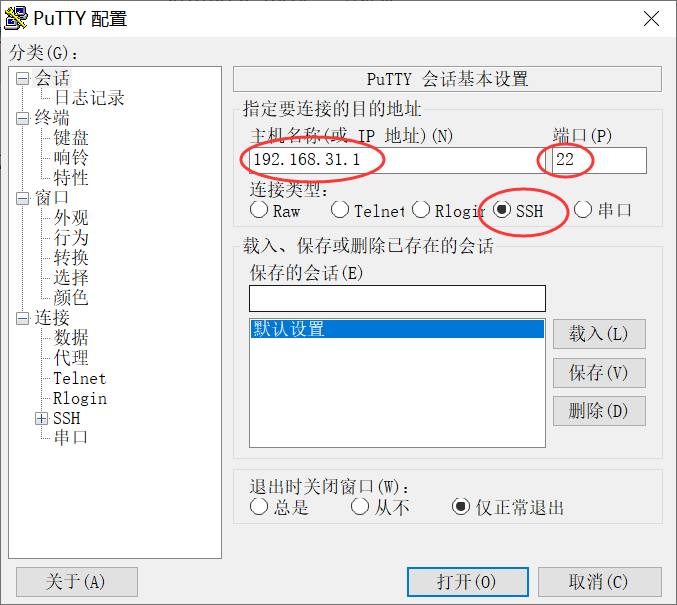 PuTTY 配置
分类(G):
会话
日志记录
终端
键盘
响铃
特性
窗口
外观
行为
转换
选择
颜色
连接
数据
代理
Telnet
Rlogin
SSH
串口
PuTTY 会话基本设置
指定要连接的目的地址
主机名称(或 IP 地址)(N) 端口(P)
192.168.31.1 22
连接类型:
Raw Telnet Rlogin SSH 串口
载入、保存或删除已存在的会话
保存的会话(E)
默认设置
载入(L)
保存(V)
删除(D)
退出时关闭窗口(W):
总是 从不 仅正常退出
关于(A) 打开(O) 取消(C)